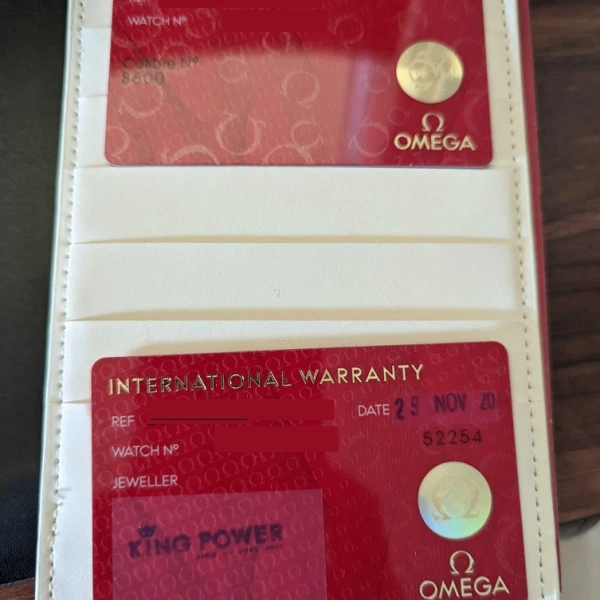 WATCH Nº
Calibre Nº
8500
Ω
OMEGA
INTERNATIONAL WARRANTY
REF
DATE 29 NOV 20
52254
WATCH Nº
JEWELLER
KING POWER
Ω
OMEGA